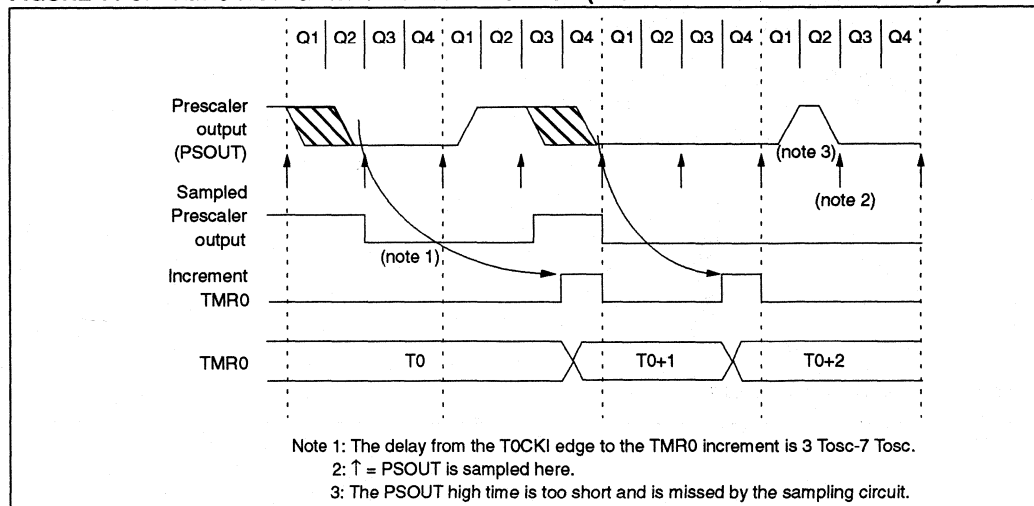 Q1 Q2 Q3 Q4 Q1 Q2 Q3 Q4 Q1 Q2 Q3 Q4 Q1 Q2 Q3 Q4
Prescaler
output
(PSOUT)
(note 3)
(note 2)
Sampled
Prescaler
output
(note 1)
Increment
TMR0
TMR0 T0 T0+1 T0+2
Note 1: The delay from the T0CKI edge to the TMR0 increment is 3 Tosc-7 Tosc.
2: ↑ = PSOUT is sampled here.
3: The PSOUT high time is too short and is missed by the sampling circuit.